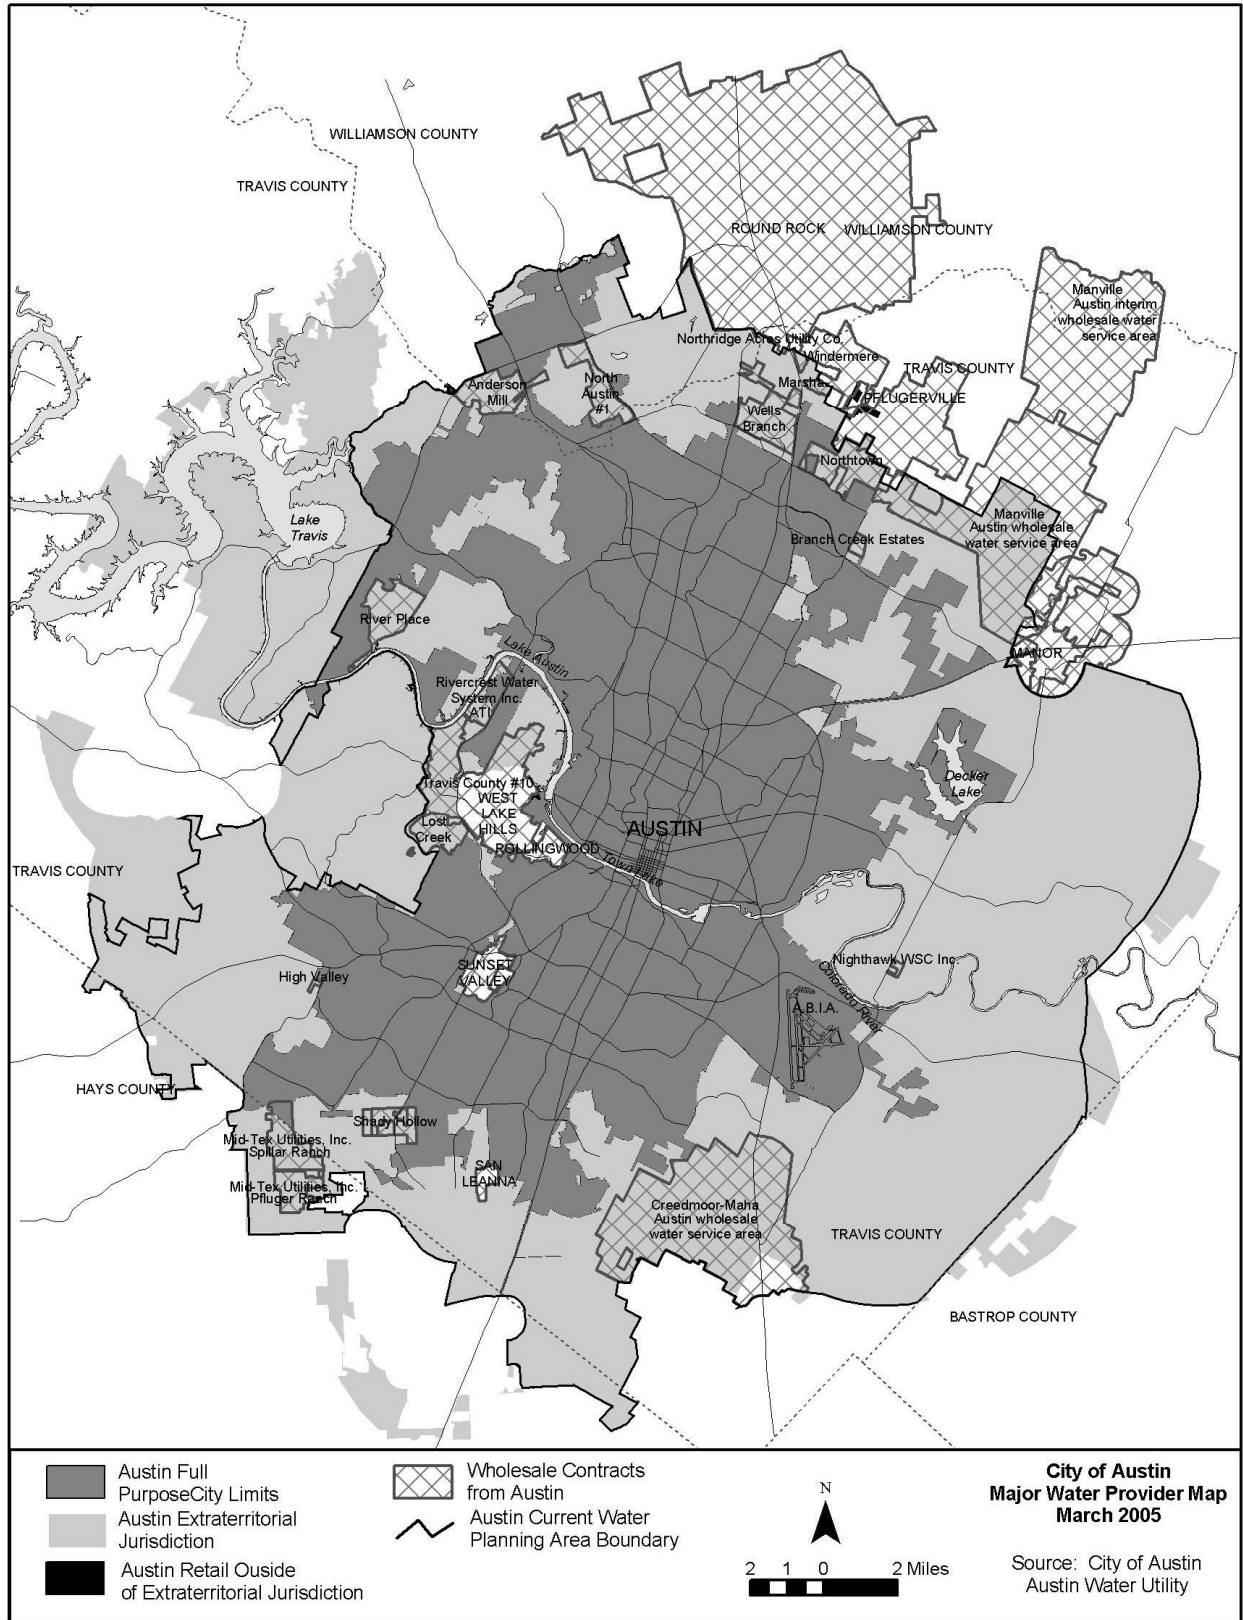 WILLIAMSON COUNTY
TRAVIS COUNTY
ROUND ROCK
WILLIAMSON COUNTY
Manville
Austin interim
wholesale water
service area
Northridge Acres Utility Co.
Windermere
TRAVIS COUNTY
Anderson
Mill
North
Austin
#1
Marsha
PFLUGERVILLE
Wells
Branch
Northtown
Lake
Travis
Manville
Austin wholesale
water service area
Branch Creek Estates
River Place
Lake Austin
MANOR
Rivercrest Water
System Inc.
ATI
Decker
Lake
Travis County #10
WEST
LAKE
HILLS
Lost
Creek
AUSTIN
ROLLINGWOOD
Town Lake
TRAVIS COUNTY
SUNSET
VALLEY
High Valley
Nighthawk WSC Inc.
Colorado River
A.B.I.A.
HAYS COUNTY
Shady Hollow
Mid-Tex Utilities, Inc.
Spillar Ranch
SAN
LEANNA
Mid-Tex Utilities, Inc.
Pfluger Ranch
Creedmoor-Maha
Austin wholesale
water service area
TRAVIS COUNTY
BASTROP COUNTY
Austin Full
PurposeCity Limits
Austin Extraterritorial
Jurisdiction
Austin Retail Ouside
of Extraterritorial Jurisdiction
Wholesale Contracts
from Austin
Austin Current Water
Planning Area Boundary
N
2 1 0 2 Miles
City of Austin
Major Water Provider Map
March 2005
Source: City of Austin
Austin Water Utility